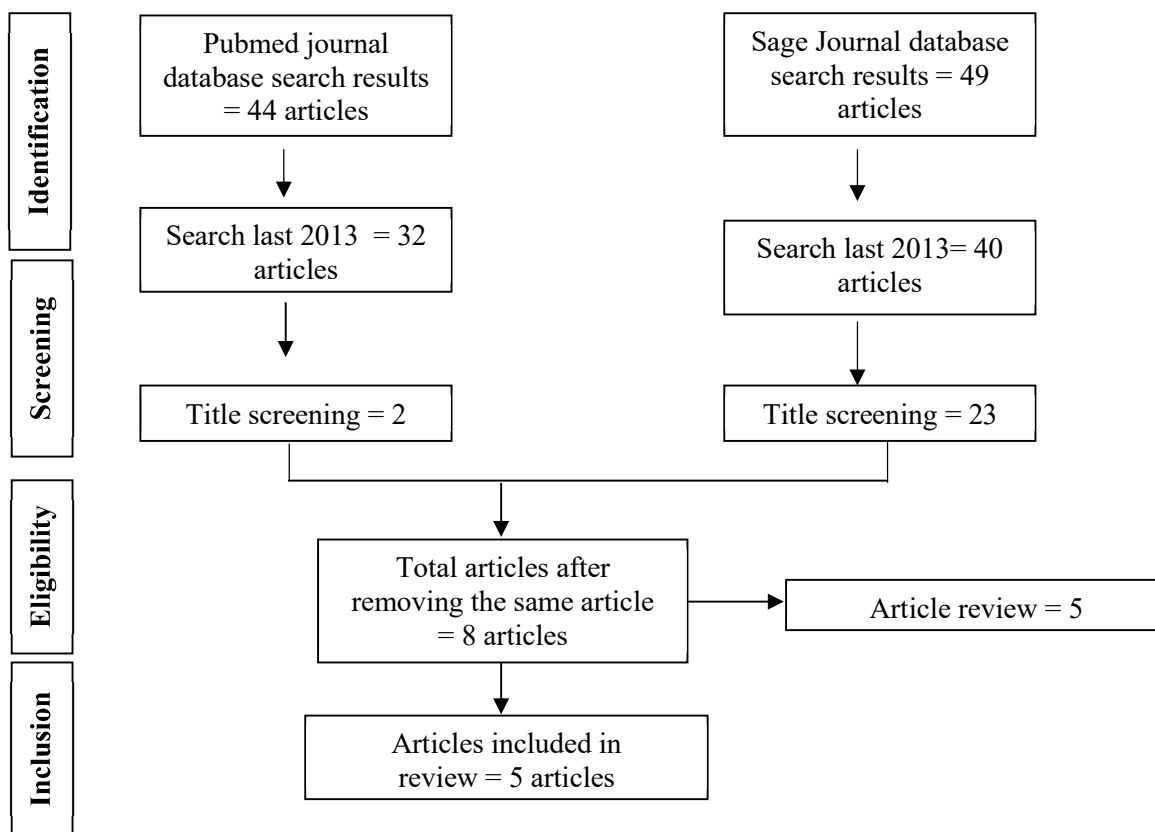 Identification
Pubmed journal
database search results
= 44 articles
Sage Journal database
search results = 49
articles
Search last 2013  = 32
articles
Search last 2013= 40
articles
Screening
Title screening = 2
Title screening = 23
Eligibility
Total articles after
removing the same article
= 8 articles
Article review = 5
Inclusion
Articles included in
review = 5 articles